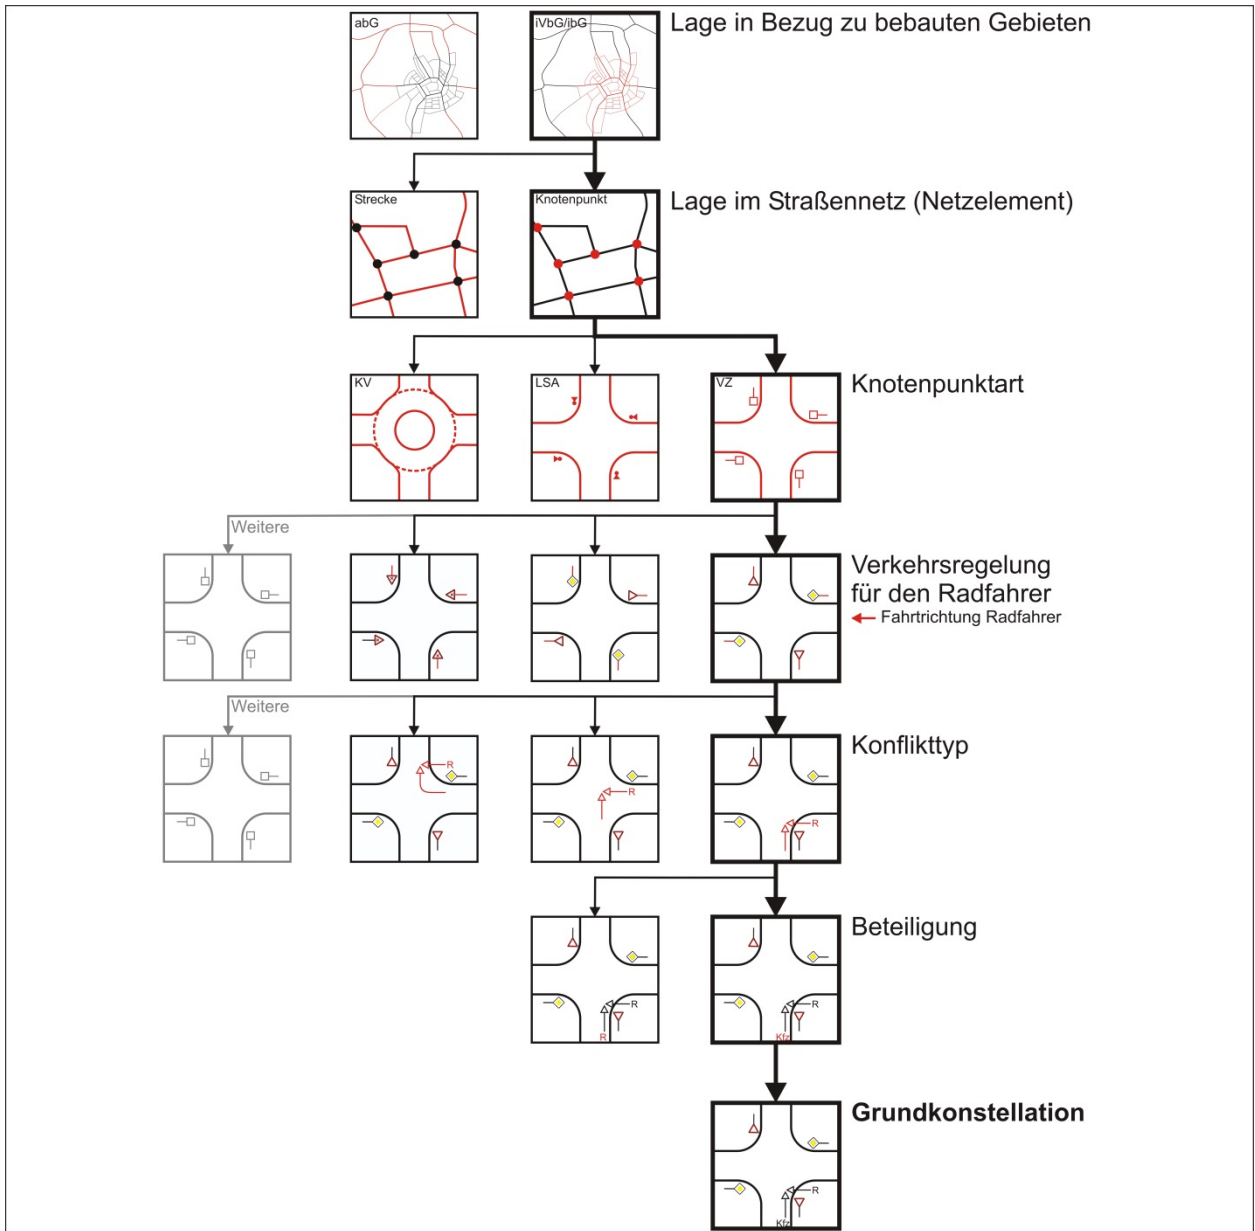 abG
iVbG/ibG
Lage in Bezug zu bebauten Gebieten
Strecke
Knotenpunkt
Lage im Straßennetz (Netzelement)
KV
LSA
VZ
Knotenpunktart
Weitere
Verkehrsregelung
für den Radfahrer
Fahrtrichtung Radfahrer
Weitere
R
R
R
Konflikttyp
R
R
R
Kfz
Beteiligung
R
Kfz
Grundkonstellation